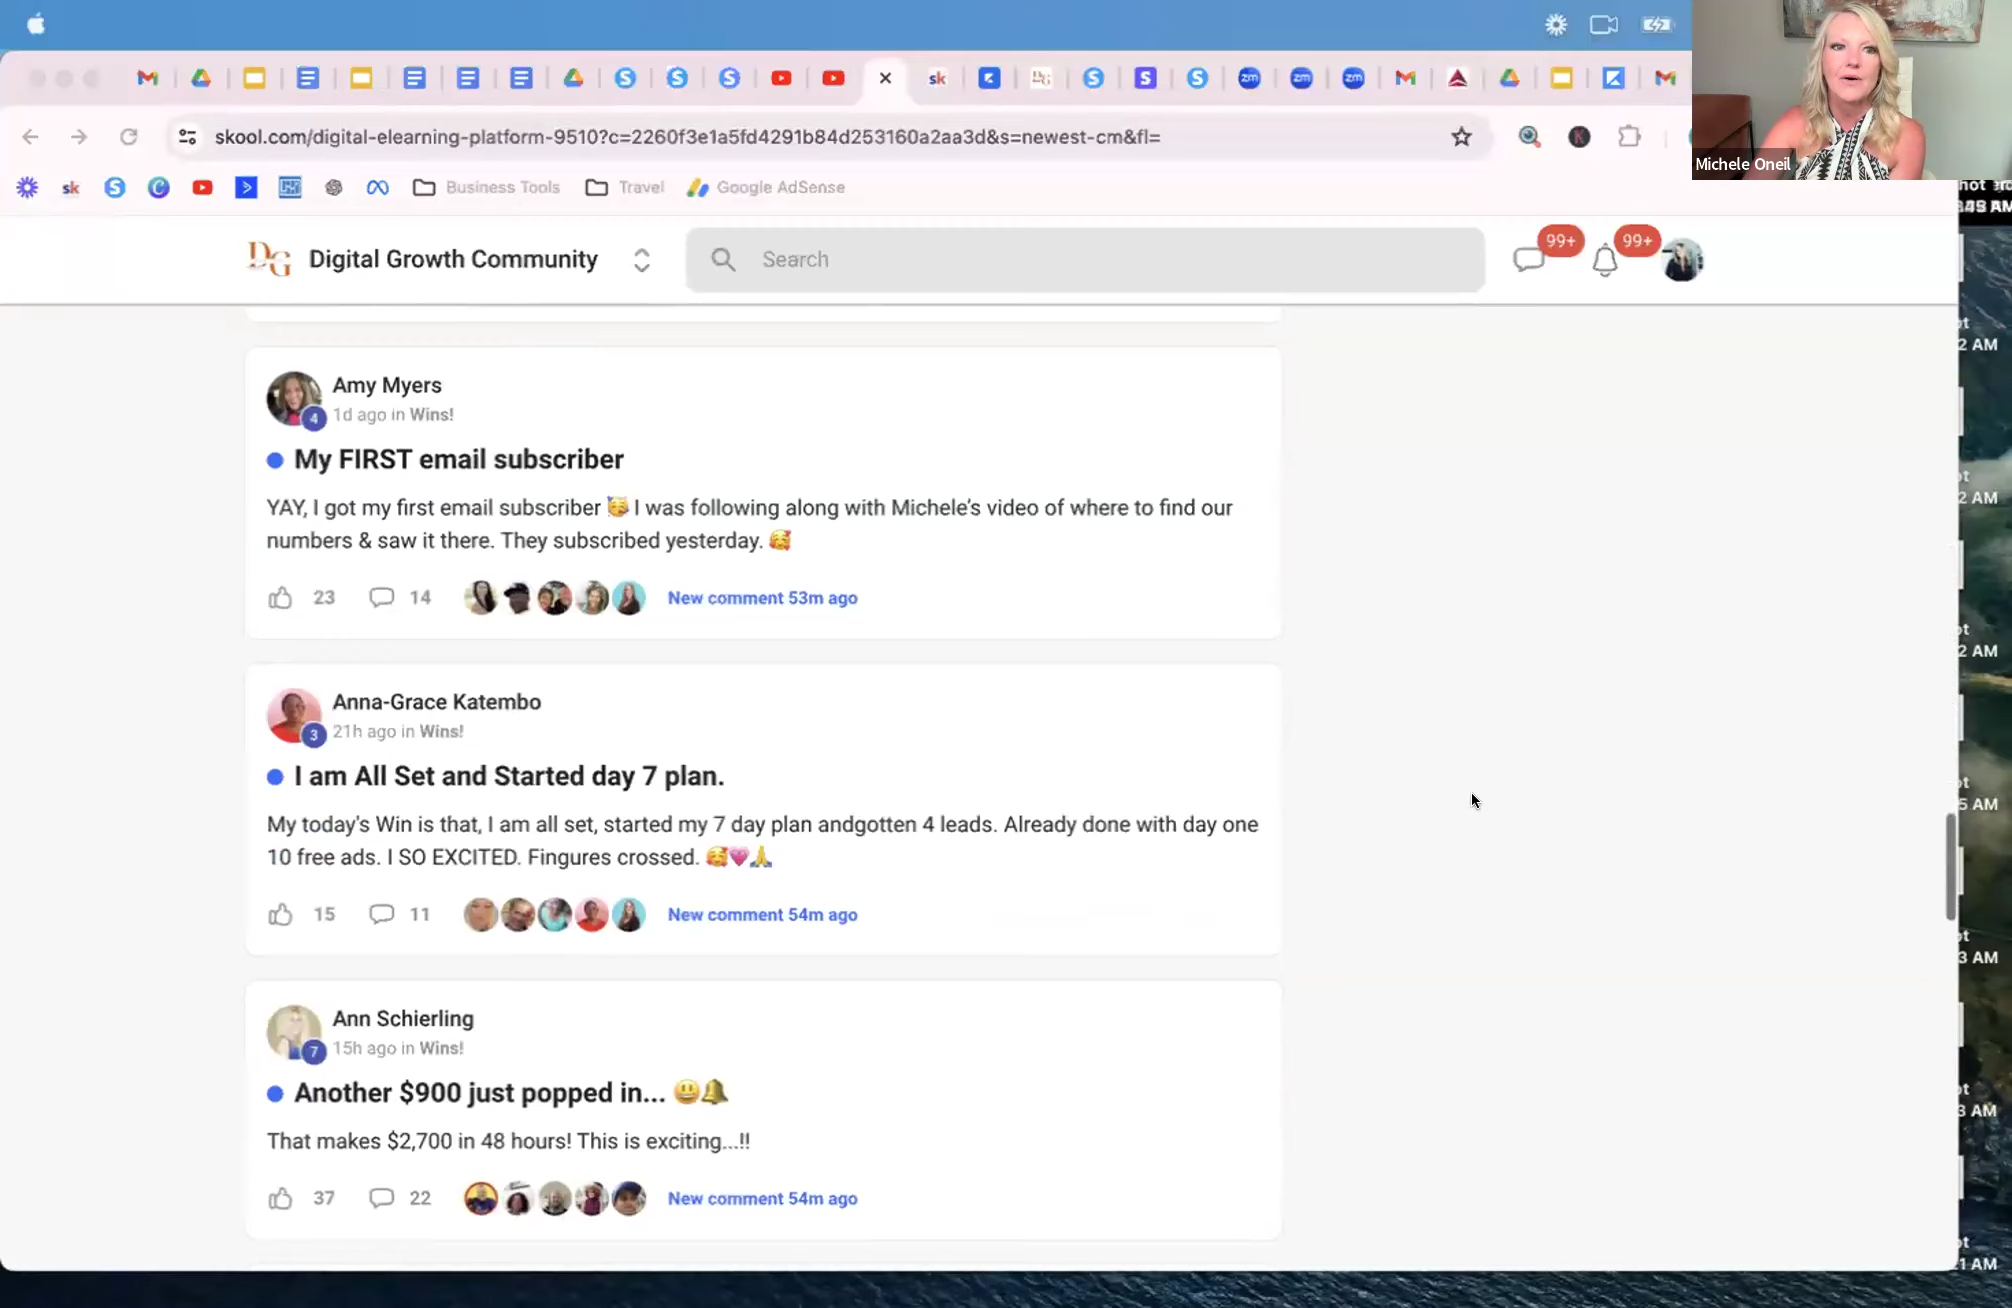 Michele Oneil
skool.com/digital-elearning-platform-9510?c=2260f3e1a5fd4291b84d253160a2aa3d&s=newest-cm&fl=
sk
Business Tools
Travel
Google AdSense
DG
Digital Growth Community
Search
99+
99+
Amy Myers
4
1d ago in Wins!
My FIRST email subscriber
YAY, I got my first email subscriber 🥳 I was following along with Michele’s video of where to find our
numbers & saw it there. They subscribed yesterday. 🥰
23
14
New comment 53m ago
Anna-Grace Katembo
3
21h ago in Wins!
I am All Set and Started day 7 plan.
My today's Win is that, I am all set, started my 7 day plan andgotten 4 leads. Already done with day one
10 free ads. I SO EXCITED. Fingures crossed. 🥰💗🙏
15
11
New comment 54m ago
Ann Schierling
7
15h ago in Wins!
Another $900 just popped in... 😃🔔
That makes $2,700 in 48 hours! This is exciting...!!
37
22
New comment 54m ago